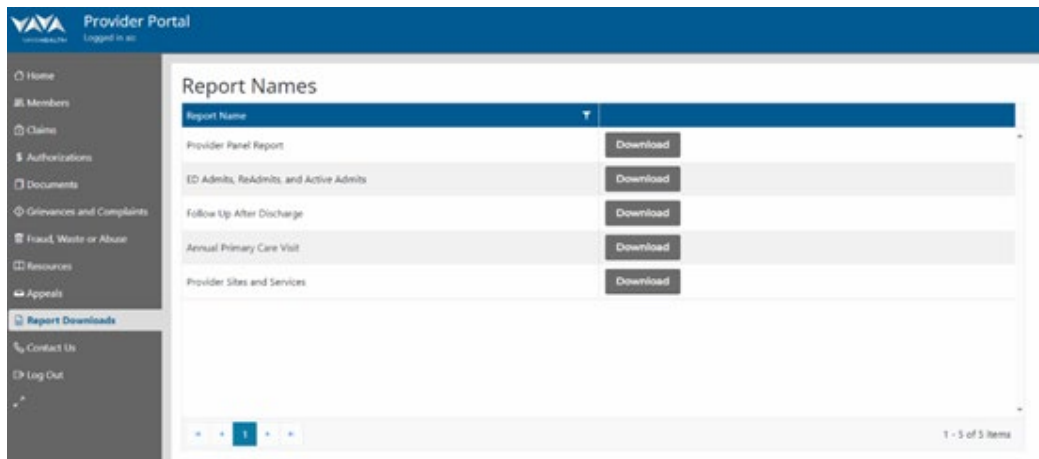 VAYA
Provider Portal
Logged in as:
Home
Members
Claims
$ Authorizations
Documents
Grievances and Complaints
Fraud, Waste or Abuse
Resources
Appeals
Report Downloads
Contact Us
Log Out
Report Names
Report Name
Provider Panel Report Download
ED Admits, ReAdmits, and Active Admits Download
Follow Up After Discharge Download
Annual Primary Care Visit Download
Provider Sites and Services Download
1
1 - 5 of 5 items